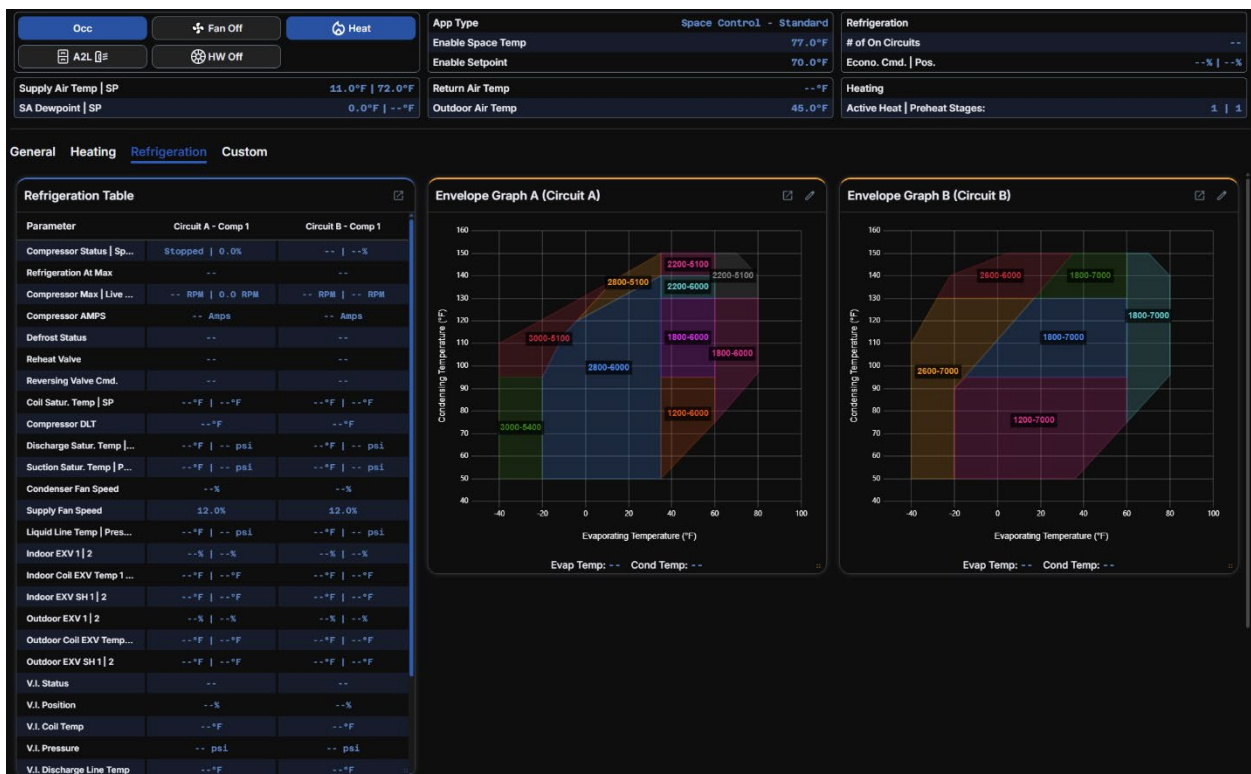 Occ
Fan Off
Heat
A2L
HW Off
App Type Space Control - Standard
Enable Space Temp 77.0°F
Enable Setpoint 70.0°F
Refrigeration
# of On Circuits --
Econo. Cmd. | Pos. --% | --%
Supply Air Temp | SP 11.0°F | 72.0°F
SA Dewpoint | SP 0.0°F | --°F
Return Air Temp --°F
Outdoor Air Temp 45.0°F
Heating
Active Heat | Preheat Stages: 1 | 1
General Heating Refrigeration Custom
Refrigeration Table
Parameter Circuit A - Comp 1 Circuit B - Comp 1
Compressor Status | Sp... Stopped | 0.0% -- | --%
Refrigeration At Max -- --
Compressor Max | Live ... -- RPM | 0.0 RPM -- RPM | -- RPM
Compressor AMPS -- Amps -- Amps
Defrost Status -- --
Reheat Valve -- --
Reversing Valve Cmd. -- --
Coil Satur. Temp | SP --°F | --°F --°F | --°F
Compressor DLT --°F --°F
Discharge Satur. Temp |... --°F | -- psi --°F | -- psi
Suction Satur. Temp | P... --°F | -- psi --°F | -- psi
Condenser Fan Speed --% --%
Supply Fan Speed 12.0% 12.0%
Liquid Line Temp | Pres... --°F | -- psi --°F | -- psi
Indoor EXV 1 | 2 --% | --% --% | --%
Indoor Coil EXV Temp 1 ... --°F | --°F --°F | --°F
Indoor EXV SH 1 | 2 --°F | --°F --°F | --°F
Outdoor EXV 1 | 2 --% | --% --% | --%
Outdoor Coil EXV Temp... --°F | --°F --°F | --°F
Outdoor EXV SH 1 | 2 --°F | --°F --°F | --°F
V.I. Status -- --
V.I. Position --% --%
V.I. Coil Temp --°F --°F
V.I. Pressure -- psi -- psi
V.I. Discharge Line Temp --°F --°F
Envelope Graph A (Circuit A)
Condensing Temperature (°F)
160
150
140
130
120
110
100
90
80
70
60
50
40
2200-5100
2200-5100
2800-5100
2200-6000
3000-5100
1800-6000
1800-6000
2800-6000
1200-6000
3000-5400
-40 -20 0 20 40 60 80 100
Evaporating Temperature (°F)
Evap Temp: -- Cond Temp: --
Envelope Graph B (Circuit B)
Condensing Temperature (°F)
160
150
140
130
120
110
100
90
80
70
60
50
40
2600-6000
1800-7000
1800-7000
1800-7000
2600-7000
1200-7000
-40 -20 0 20 40 60 80 100
Evaporating Temperature (°F)
Evap Temp: -- Cond Temp: --